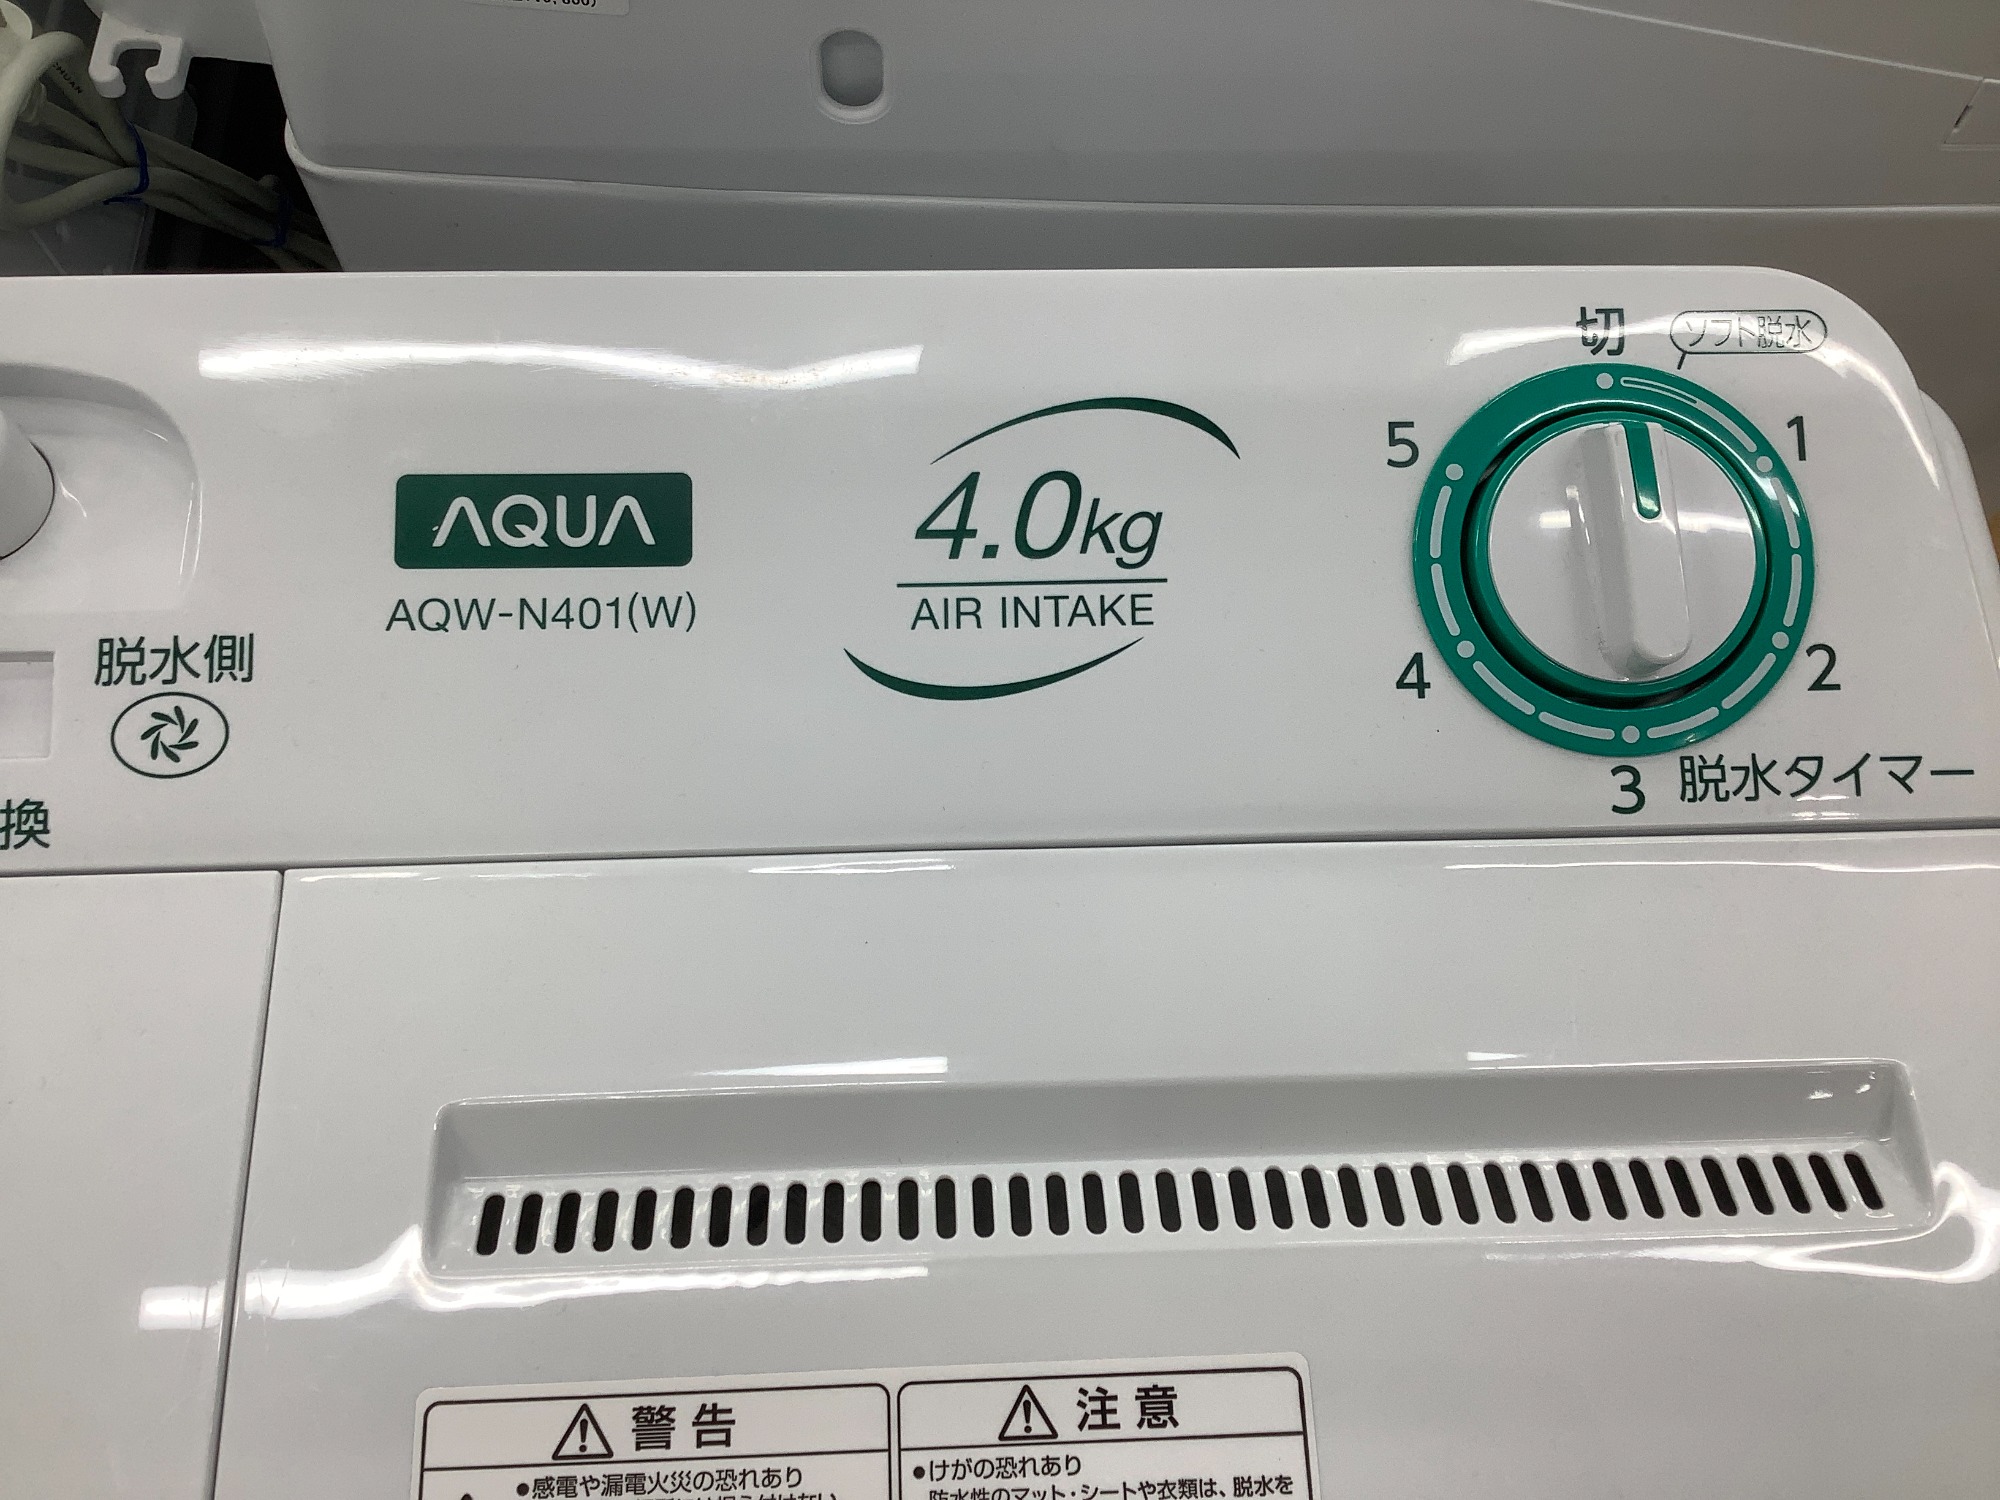 切
ソフト脱水
5
1
AQUA
4.0kg
AIR INTAKE
AQW-N401(W)
脱水側
4
2
3
脱水タイマー
換
警告
注意
●感電や漏電火災の恐れあり
●けがの恐れあり
防水性のマット・シートや衣類は、脱水を